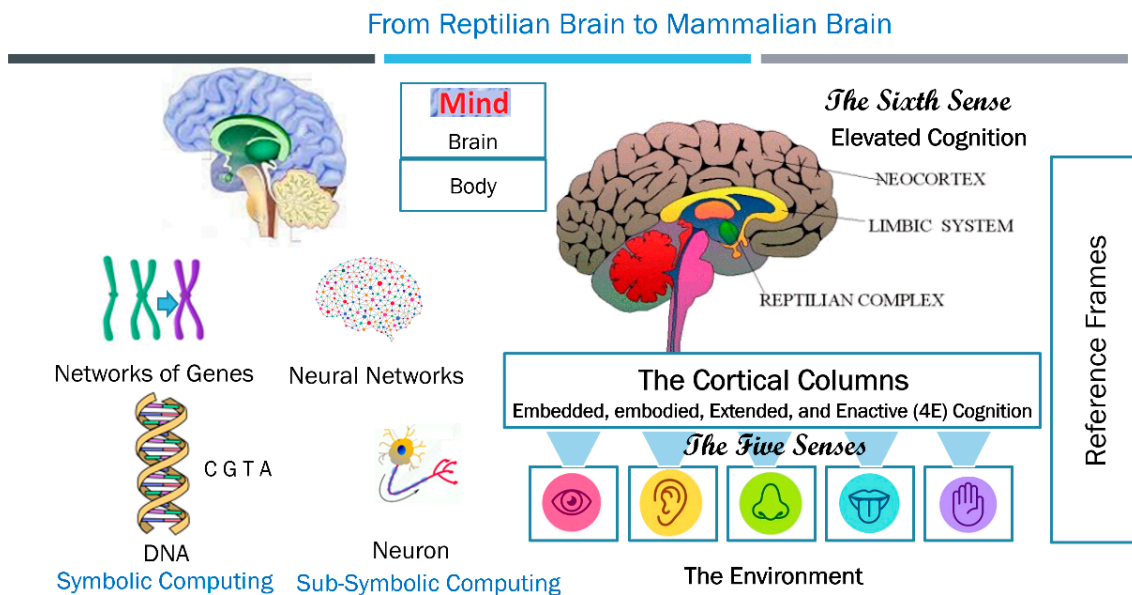 From Reptilian Brain to Mammalian Brain
Mind
Brain
Body
The Sixth Sense
Elevated Cognition
NEOCORTEX
LIMBIC SYSTEM
REPTILIAN COMPLEX
Reference Frames
Networks of Genes
Neural Networks
The Cortical Columns
Embedded, embodied, Extended, and Enactive (4E) Cognition
The Five Senses
C G T A
DNA
Neuron
Symbolic Computing
Sub-Symbolic Computing
The Environment